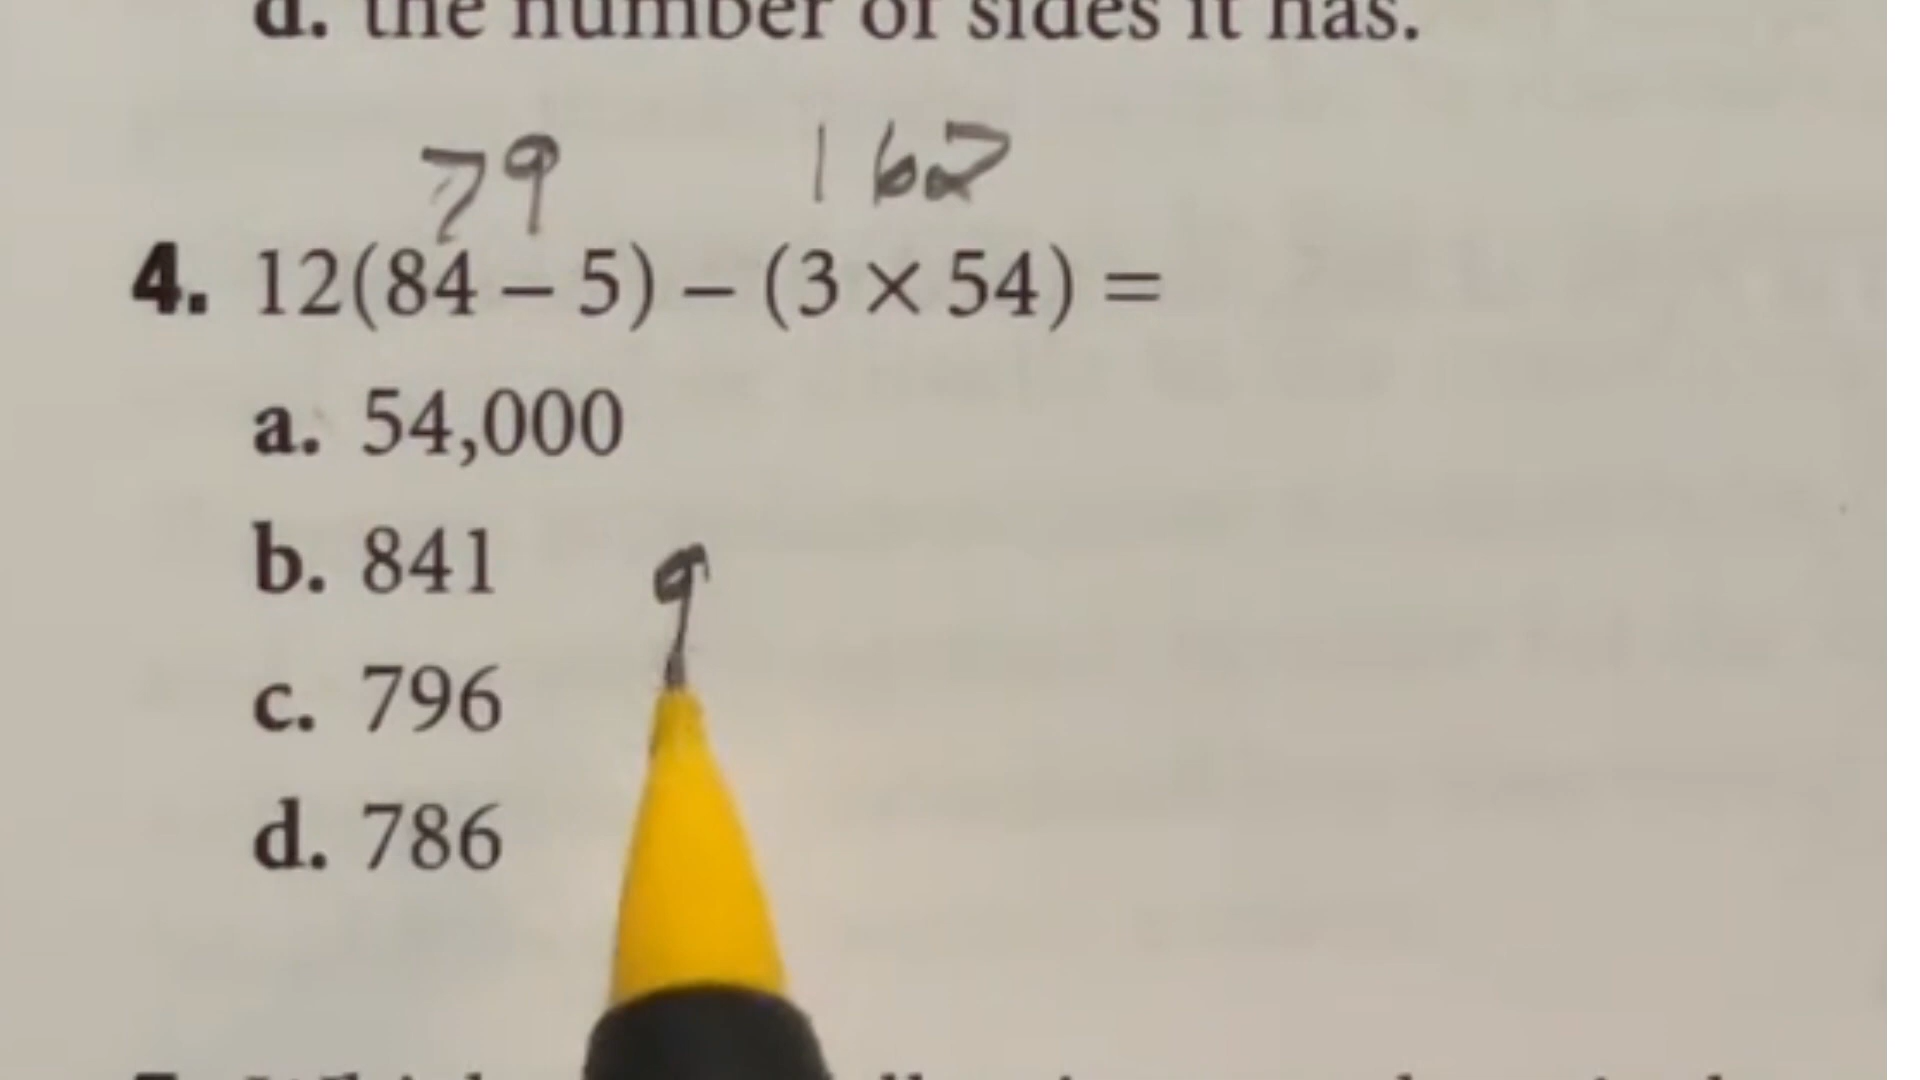 d. the number of sides it has.
79 162
4. 12(84 – 5) – (3 × 54) =
a. 54,000
b. 841
9
c. 796
d. 786